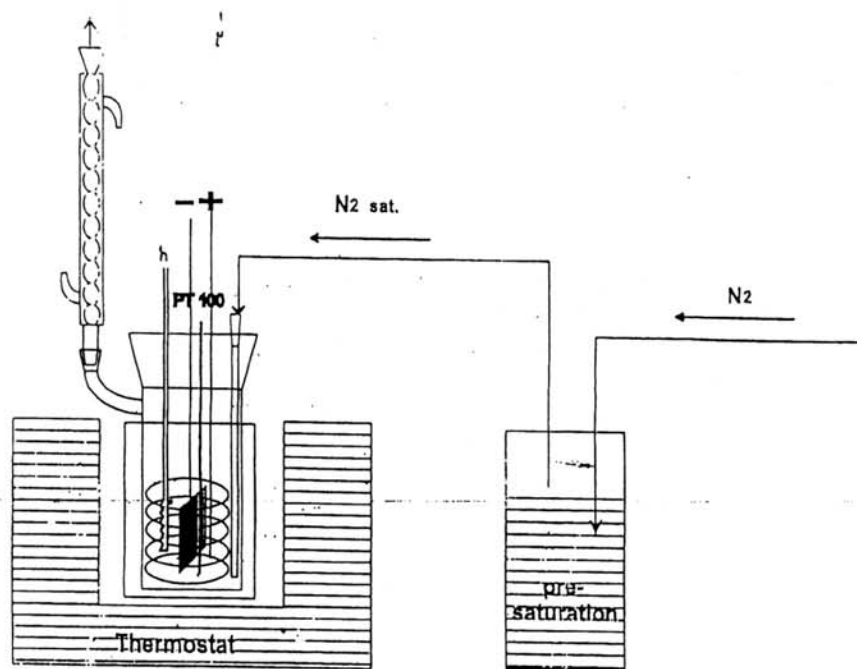 − +
N2 sat.
h
PT 100
N2
pre-
saturation
Thermostat